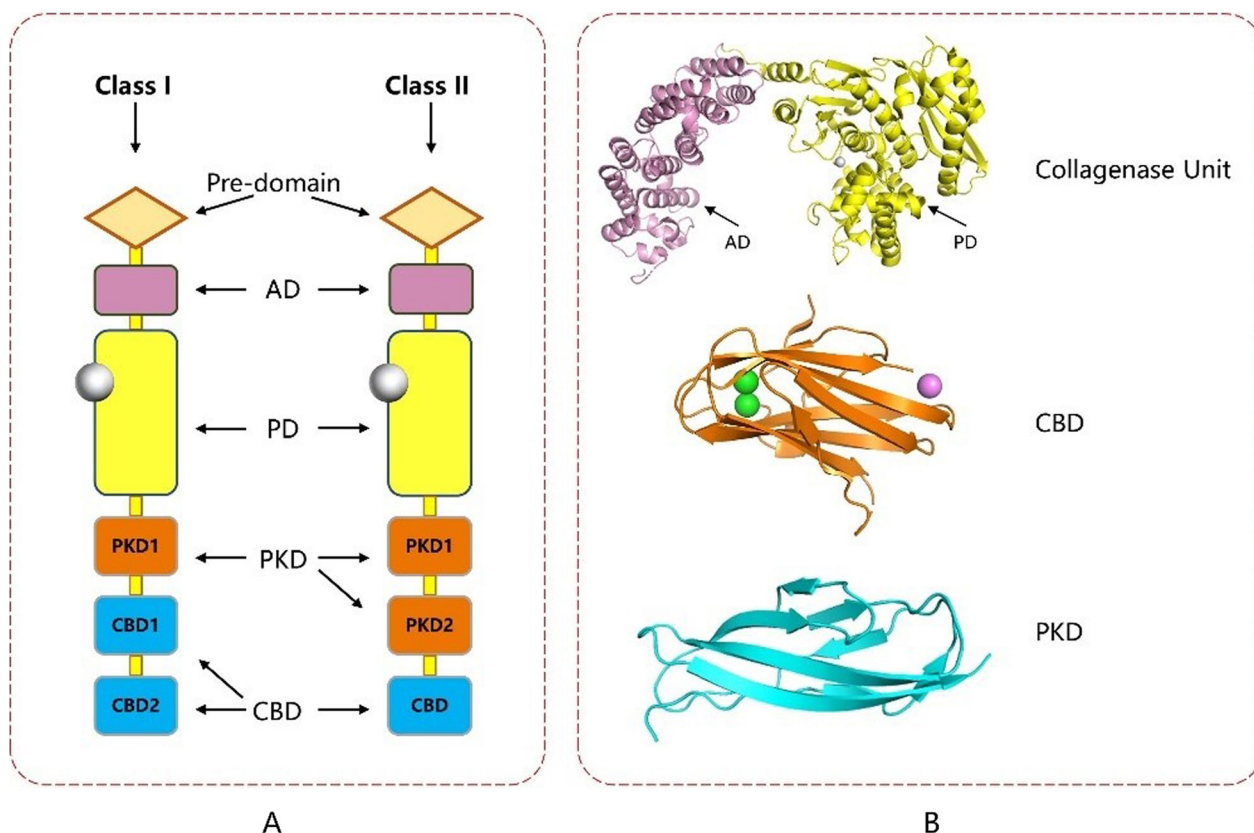 Class I
Class II
Pre-domain
AD
PD
PKD1
PKD
PKD1
CBD1
PKD2
CBD2
CBD
CBD
A
Collagenase Unit
AD
PD
CBD
PKD
B